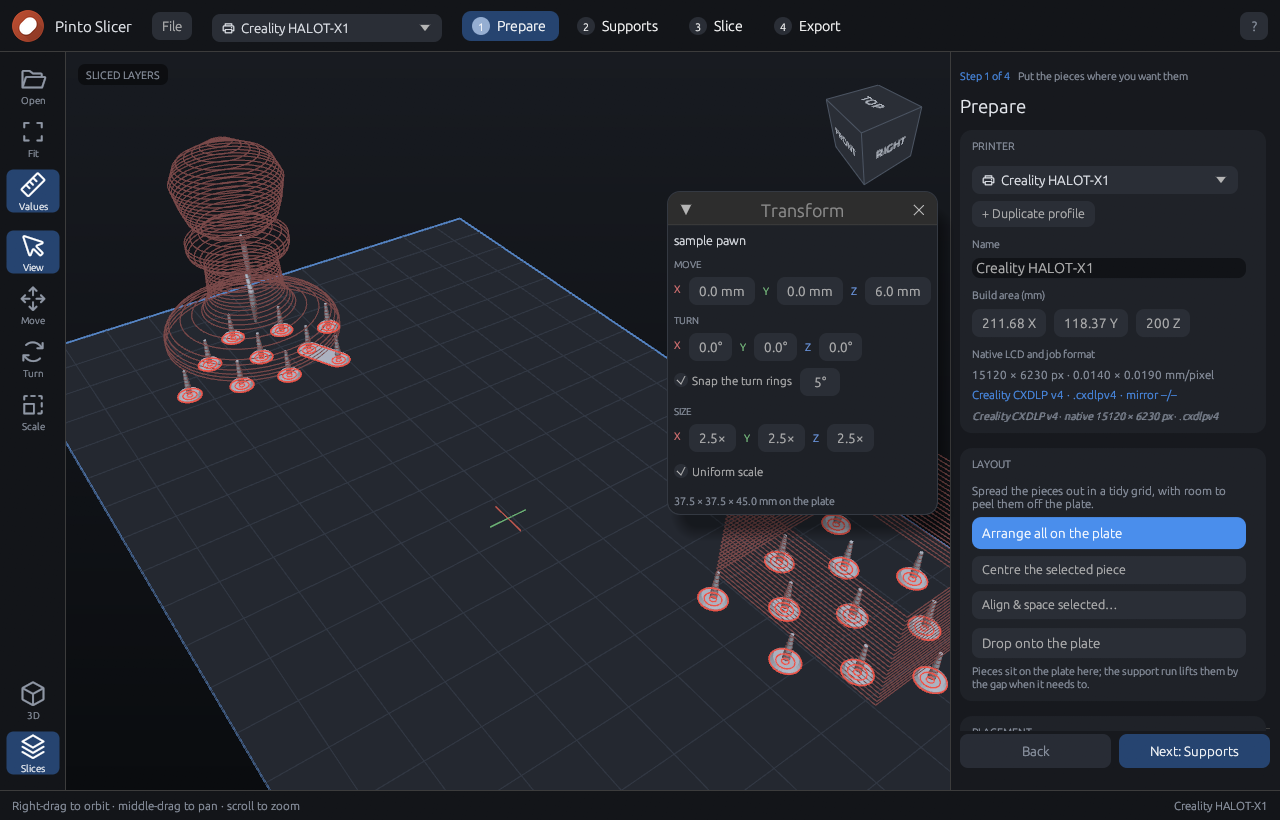 Pinto Slicer
File
Creality HALOT-X1
1 Prepare
2 Supports
3 Slice
4 Export
?
Open
Fit
Values
View
Move
Turn
Scale
3D
Slices
SLICED LAYERS
TOP
FRONT
RIGHT
Transform
sample pawn
MOVE
X 0.0 mm Y 0.0 mm Z 6.0 mm
TURN
X 0.0° Y 0.0° Z 0.0°
Snap the turn rings 5°
SIZE
X 2.5× Y 2.5× Z 2.5×
Uniform scale
37.5 × 37.5 × 45.0 mm on the plate
Step 1 of 4 Put the pieces where you want them
Prepare
PRINTER
Creality HALOT-X1
+ Duplicate profile
Name
Creality HALOT-X1
Build area (mm)
211.68 X 118.37 Y 200 Z
Native LCD and job format
15120 × 6230 px · 0.0140 × 0.0190 mm/pixel
Creality CXDLP v4 · .cxdlpv4 · mirror −/−
Creality CXDLP v4 · native 15120 × 6230 px · .cxdlpv4
LAYOUT
Spread the pieces out in a tidy grid, with room to
peel them off the plate.
Arrange all on the plate
Centre the selected piece
Align & space selected…
Drop onto the plate
Pieces sit on the plate here; the support run lifts them by
the gap when it needs to.
PLACEMENT
Back
Next: Supports
Right-drag to orbit · middle-drag to pan · scroll to zoom
Creality HALOT-X1